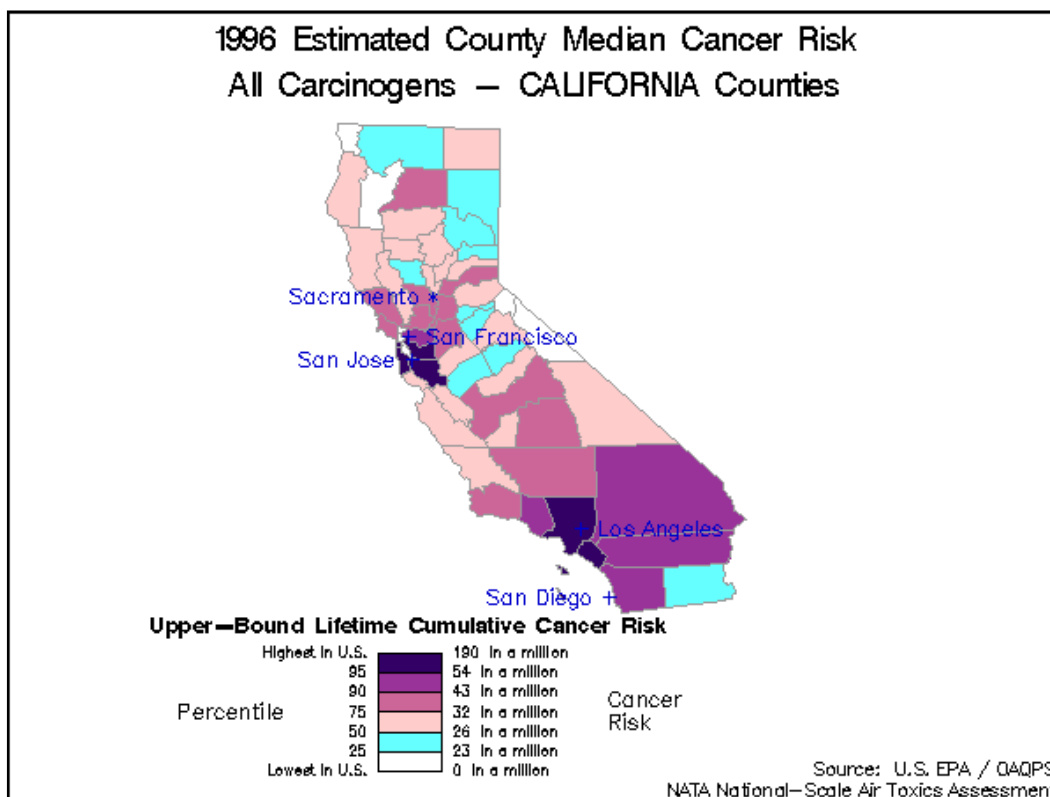 1996 Estimated County Median Cancer Risk
All Carcinogens — CALIFORNIA Counties
Sacramento *
+ San Francisco
San Jose +
+ Los Angeles
San Diego +
Upper—Bound Lifetime Cumulative Cancer Risk
Highest In U.S. 190 In a million
95 54 In a million
90 43 In a million
75 32 In a million
50 26 In a million
25 23 In a million
Lowest In U.S. 0 In a million
Percentile
Cancer
Risk
Source: U.S. EPA / OAQPS
NATA National—Scale Air Toxics Assessment